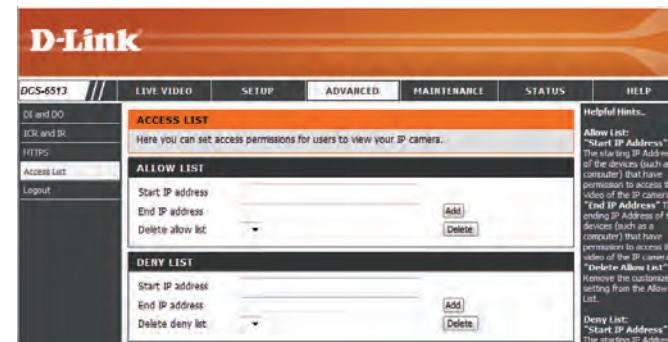 D-Link
DCS-6513
LIVE VIDEO
SETUP
ADVANCED
MAINTENANCE
STATUS
HELP
DI and DO
ICR and IR
HTTPS
Access List
Logout
ACCESS LIST
Here you can set access permissions for users to view your IP camera.
ALLOW LIST
Start IP address
End IP address
Add
Delete allow list
Delete
DENY LIST
Start IP address
End IP address
Add
Delete deny list
Delete
Helpful Hints..
Allow List:
"Start IP Address"
The starting IP Addres
of the devices (such a
computer) that have
permission to access t
video of the IP camera
"End IP Address" T
ending IP Address of t
devices (such as a
computer) that have
permission to access t
video of the IP camera
"Delete Allow List"
Remove the customize
setting from the Allow
List.
Deny List:
"Start IP Address"
The starting IP Addres